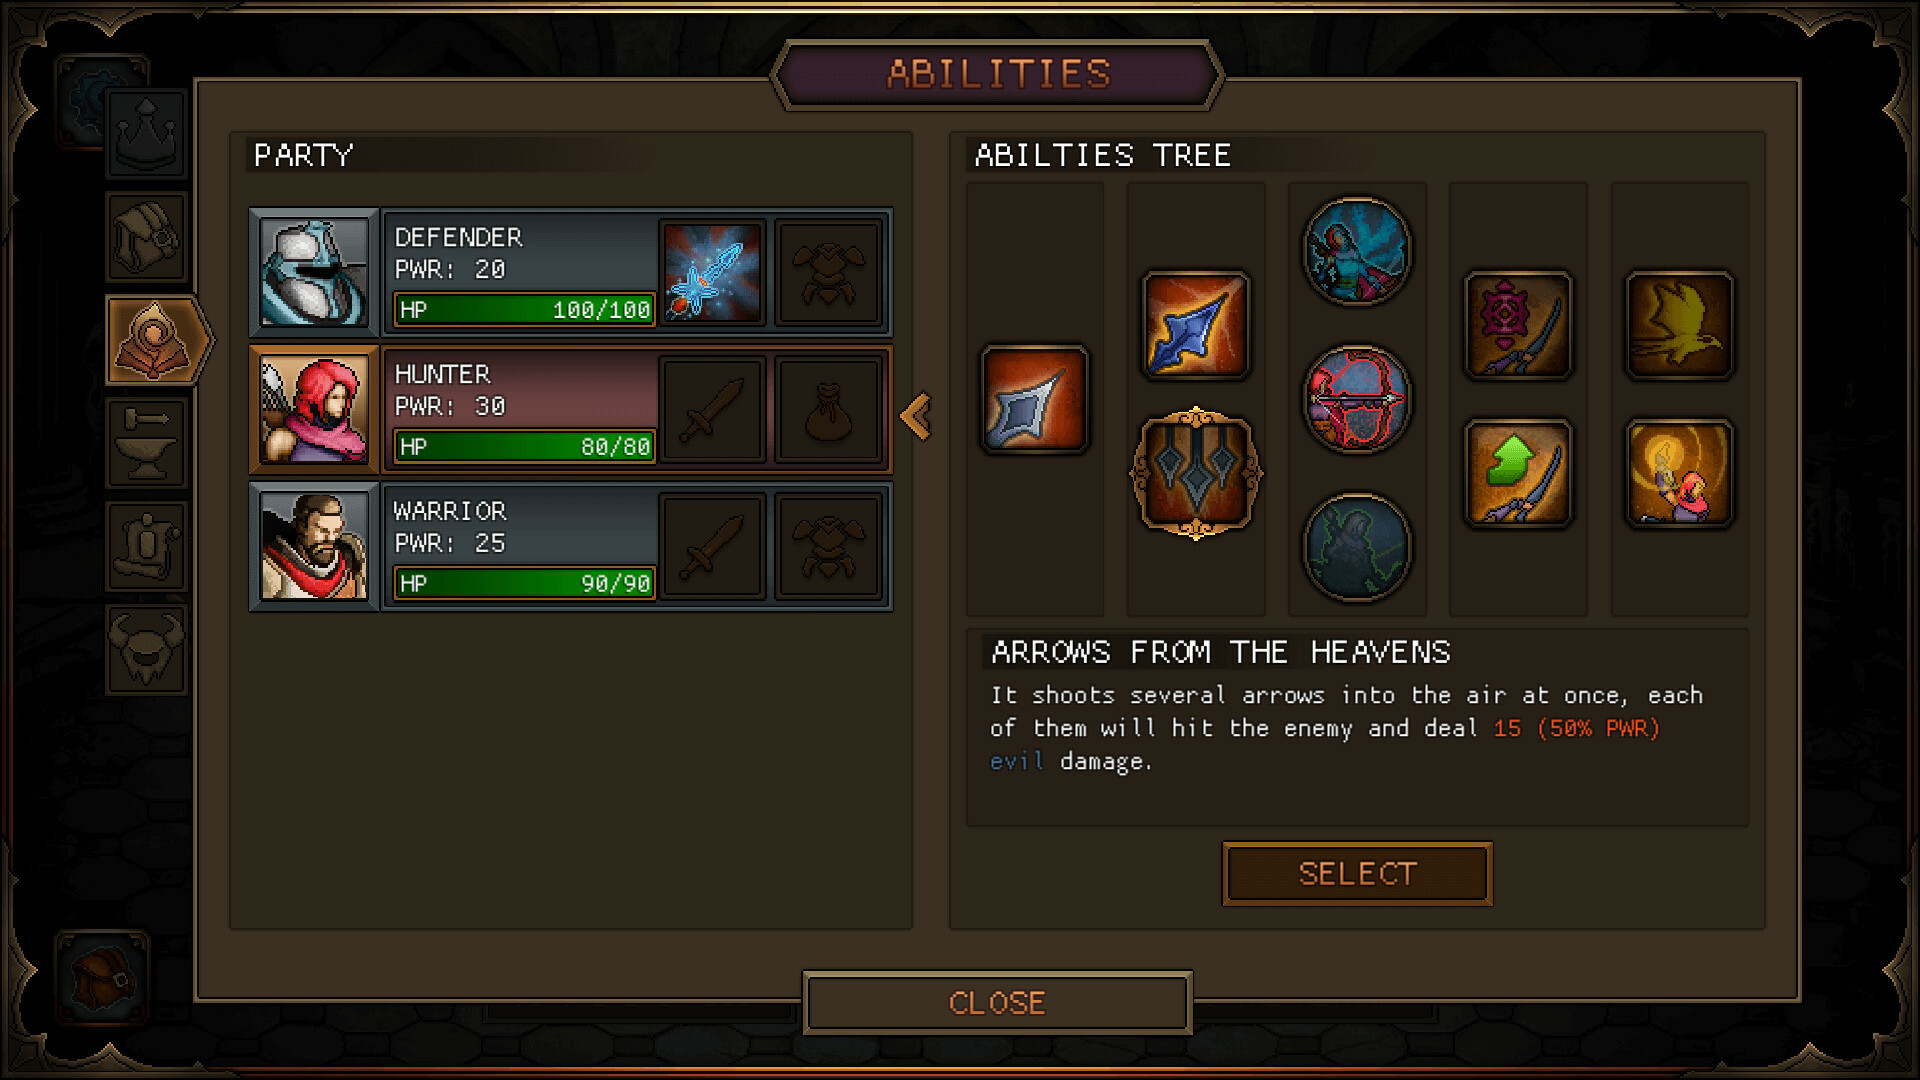 ABILITIES
PARTY
DEFENDER
PWR: 20
HP 100/100
HUNTER
PWR: 30
HP 80/80
WARRIOR
PWR: 25
HP 90/90
ABILTIES TREE
ARROWS FROM THE HEAVENS
It shoots several arrows into the air at once, each
of them will hit the enemy and deal 15 (50% PWR)
evil damage.
SELECT
CLOSE